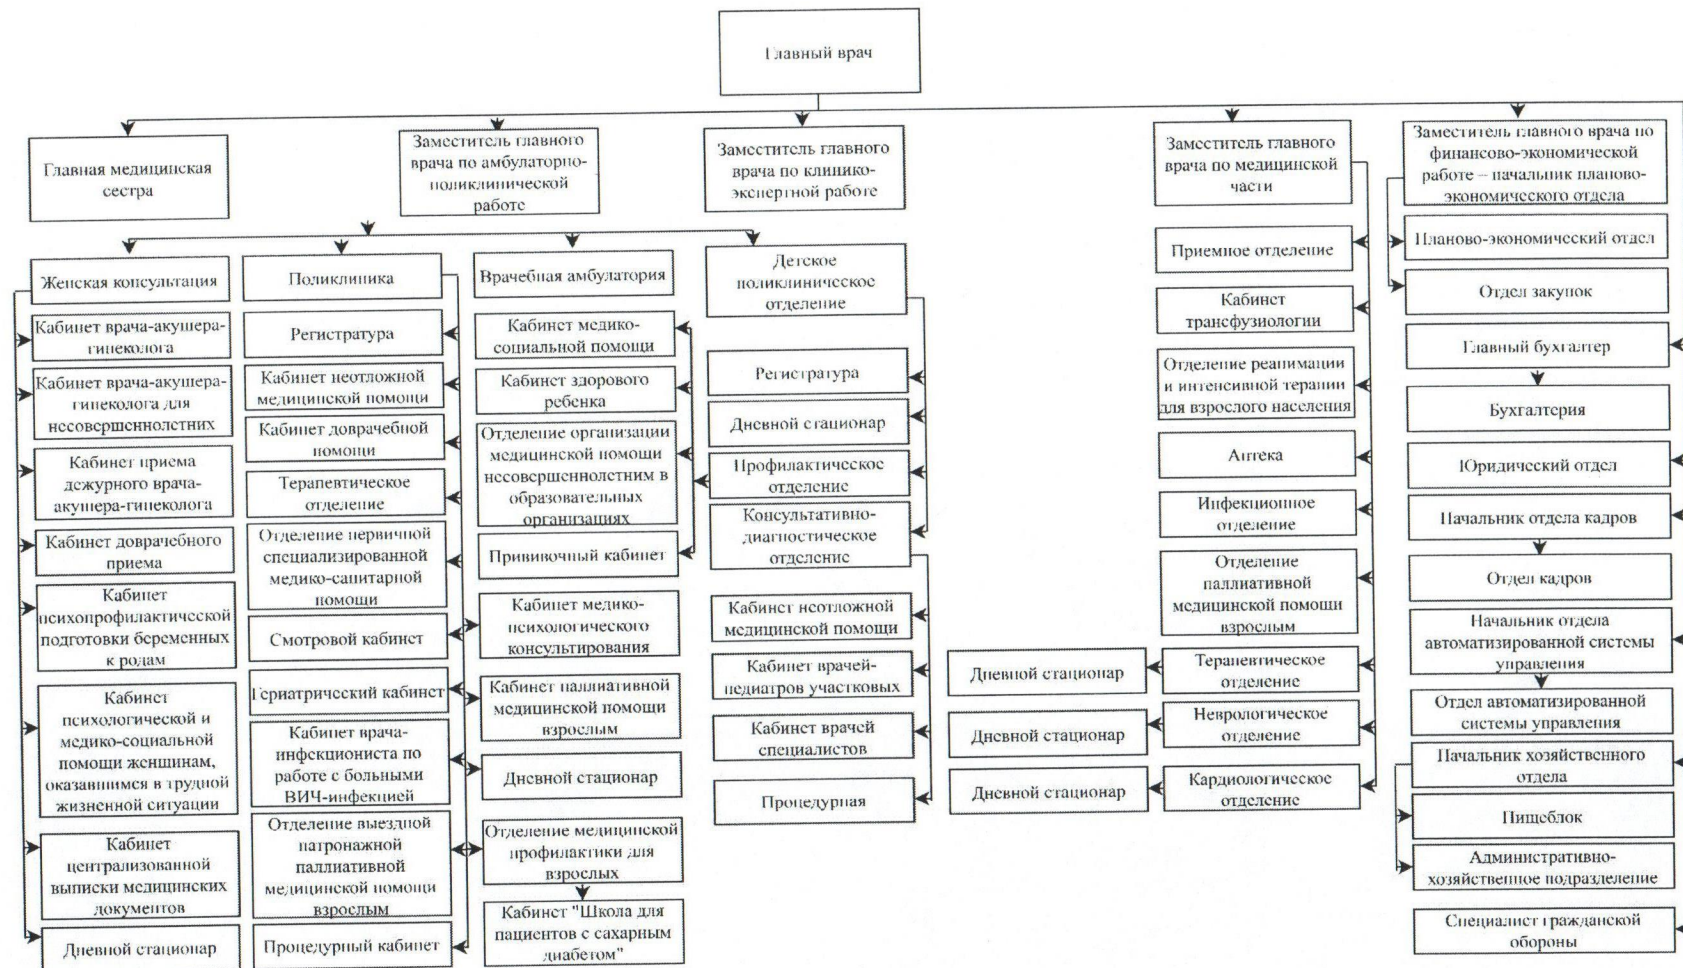 Главный врач
Главная медицинская
сестра
Заместитель главного
врача по амбулаторно-
поликлинической
работе
Заместитель главного
врача по клинико-
экспертной работе
Заместитель главного
врача по медицинской
части
Заместитель главного врача по
финансово-экономической
работе – начальник планово-
экономического отдела
Женская консультация
Кабинет врача-акушера-
гинеколога
Кабинет врача-акушера-
гинеколога для
несовершеннолетних
Кабинет приема
дежурного врача-
акушера-гинеколога
Кабинет доврачебного
приема
Кабинет
психопрофилактической
подготовки беременных
к родам
Кабинет
психологической и
медико-социальной
помощи женщинам,
оказавшимся в трудной
жизненной ситуации
Кабинет
централизованной
выписки медицинских
документов
Дневной стационар
Поликлиника
Регистратура
Кабинет неотложной
медицинской помощи
Кабинет доврачебной
помощи
Терапевтическое
отделение
Отделение первичной
специализированной
медико-санитарной
помощи
Смотровой кабинет
Гериатрический кабинет
Кабинет врача-
инфекциониста по
работе с больными
ВИЧ-инфекцией
Отделение выездной
патронажной
паллиативной
медицинской помощи
взрослым
Процедурный кабинет
Врачебная амбулатория
Кабинет медико-
социальной помощи
Кабинет здорового
ребенка
Отделение организации
медицинской помощи
несовершеннолетним в
образовательных
организациях
Прививочный кабинет
Кабинет медико-
психологического
консультирования
Кабинет паллиативной
медицинской помощи
взрослым
Дневной стационар
Отделение медицинской
профилактики для
взрослых
Кабинет "Школа для
пациентов с сахарным
диабетом"
Детское
поликлиническое
отделение
Регистратура
Дневной стационар
Профилактическое
отделение
Консультативно-
диагностическое
отделение
Кабинет неотложной
медицинской помощи
Кабинет врачей-
педиатров участковых
Кабинет врачей
специалистов
Процедурная
Приемное отделение
Кабинет
трансфузиологии
Отделение реанимации
и интенсивной терапии
для взрослого населения
Аптека
Инфекционное
отделение
Отделение
паллиативной
медицинской помощи
взрослым
Терапевтическое
отделение
Дневной стационар
Неврологическое
отделение
Дневной стационар
Кардиологическое
отделение
Дневной стационар
Планово-экономический отдел
Отдел закупок
Главный бухгалтер
Бухгалтерия
Юридический отдел
Начальник отдела кадров
Отдел кадров
Начальник отдела
автоматизированной системы
управления
Отдел автоматизированной
системы управления
Начальник хозяйственного
отдела
Пищеблок
Административно-
хозяйственное подразделение
Специалист гражданской
обороны